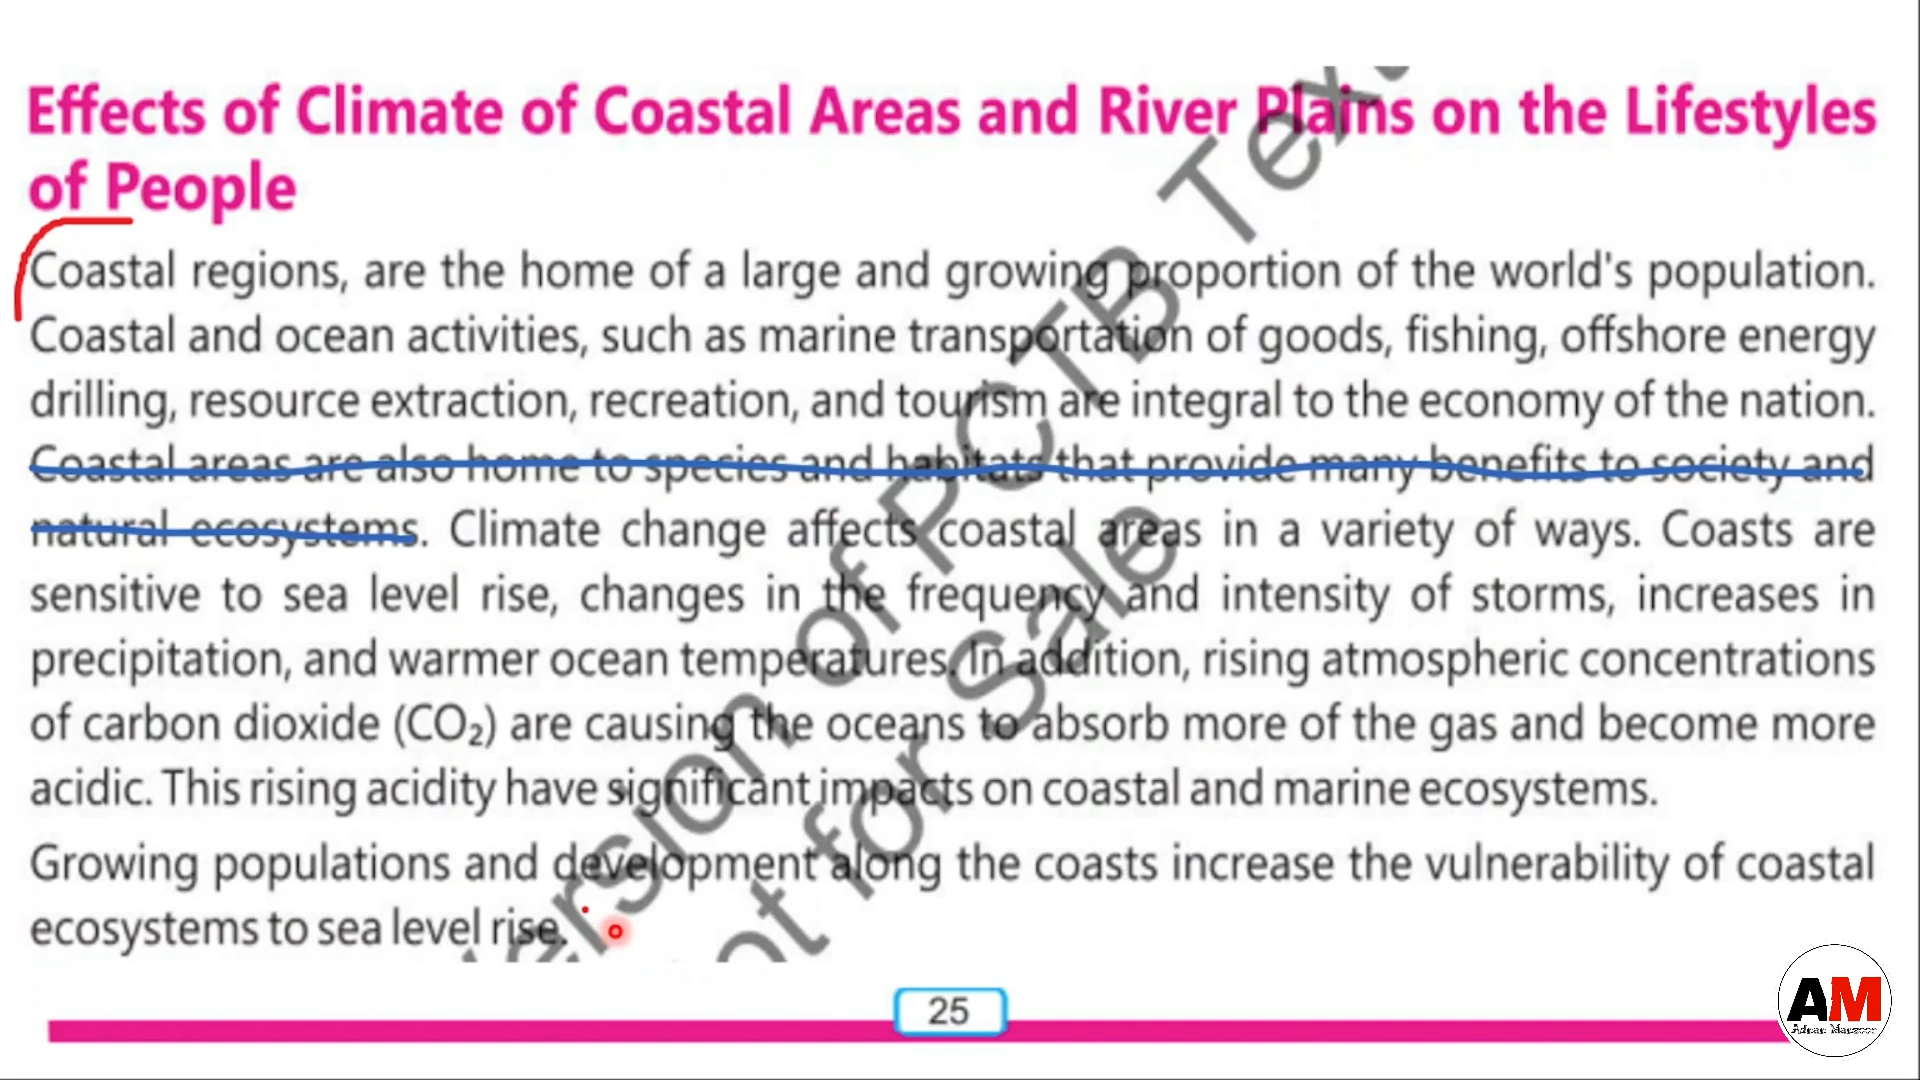 Effects of Climate of Coastal Areas and River Plains on the Lifestyles
of People
Coastal regions, are the home of a large and growing proportion of the world's population.
Coastal and ocean activities, such as marine transportation of goods, fishing, offshore energy
drilling, resource extraction, recreation, and tourism are integral to the economy of the nation.
Coastal areas are also home to species and habitats that provide many benefits to society and
natural ecosystems. Climate change affects coastal areas in a variety of ways. Coasts are
sensitive to sea level rise, changes in the frequency and intensity of storms, increases in
precipitation, and warmer ocean temperatures. In addition, rising atmospheric concentrations
of carbon dioxide (CO₂) are causing the oceans to absorb more of the gas and become more
acidic. This rising acidity have significant impacts on coastal and marine ecosystems.
Growing populations and development along the coasts increase the vulnerability of coastal
ecosystems to sea level rise.
ersion of PCTB Text
ot for Sale
25
AM